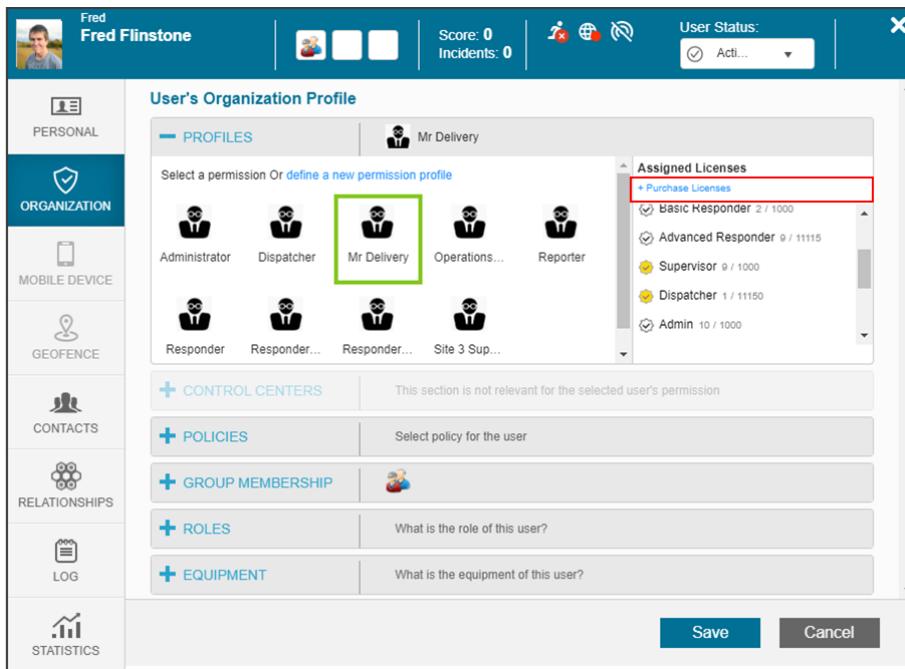 Fred
Fred Flinstone
Score: 0
Incidents: 0
User Status:
Acti...
PERSONAL
ORGANIZATION
MOBILE DEVICE
GEOFENCE
CONTACTS
RELATIONSHIPS
LOG
STATISTICS
User's Organization Profile
PROFILES
Mr Delivery
Select a permission Or define a new permission profile
Administrator
Dispatcher
Mr Delivery
Operations...
Reporter
Responder
Responder...
Responder...
Site 3 Sup...
Assigned Licenses
+ Purchase Licenses
Basic Responder 2 / 1000
Advanced Responder 9 / 11115
Supervisor 9 / 1000
Dispatcher 1 / 11150
Admin 10 / 1000
CONTROL CENTERS
This section is not relevant for the selected user's permission
POLICIES
Select policy for the user
GROUP MEMBERSHIP
ROLES
What is the role of this user?
EQUIPMENT
What is the equipment of this user?
Save
Cancel